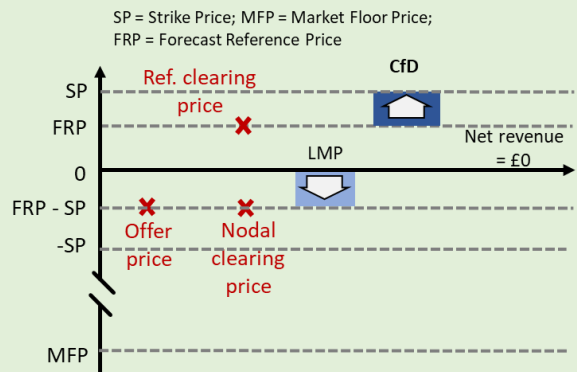 SP = Strike Price; MFP = Market Floor Price;
FRP = Forecast Reference Price
CfD
Ref. clearing
price
SP
FRP
Net revenue
= £0
LMP
0
FRP - SP
Offer
price
Nodal
clearing
price
-SP
MFP